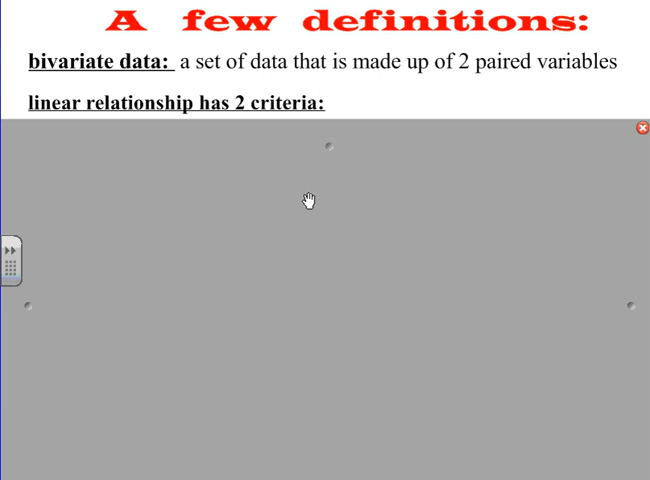 A few definitions:
bivariate data: a set of data that is made up of 2 paired variables
linear relationship has 2 criteria: